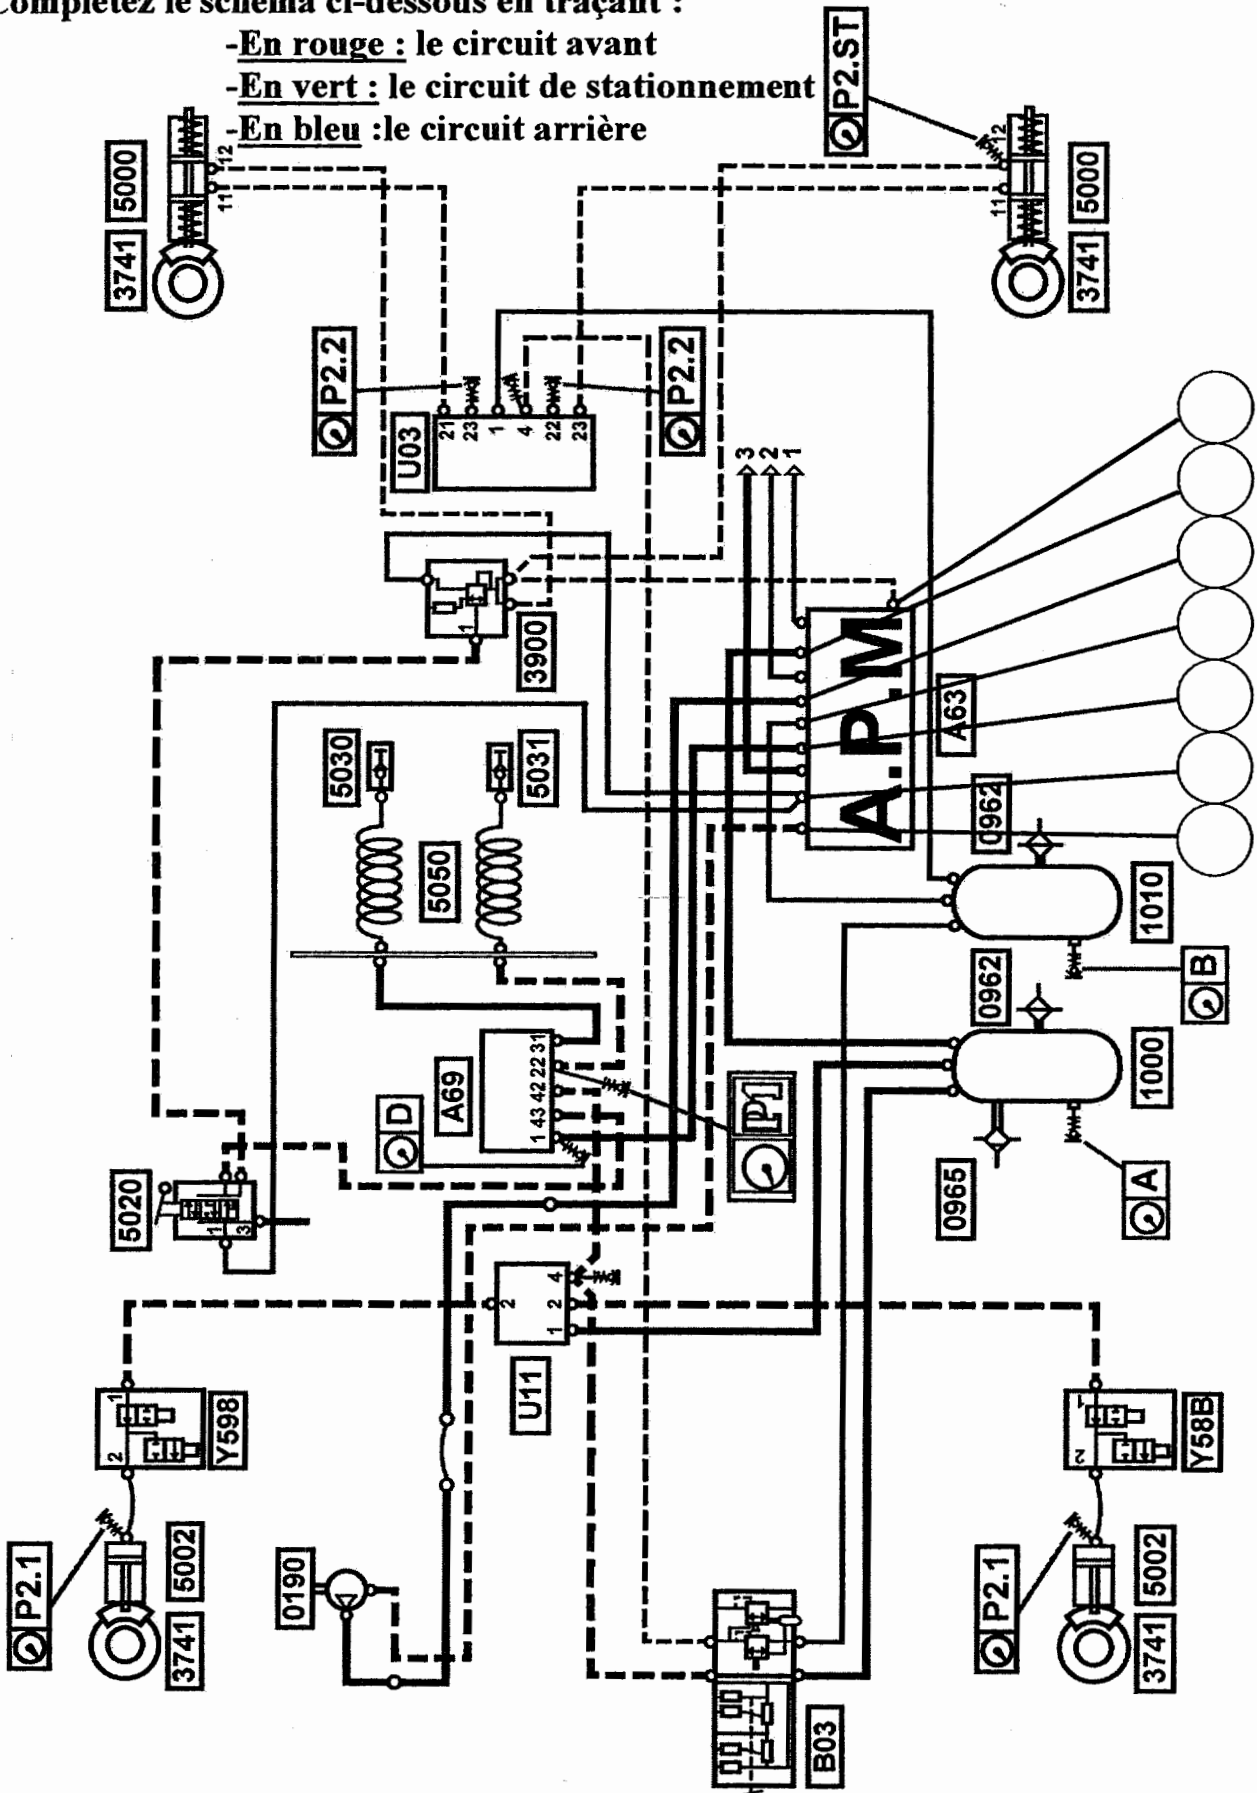 Complétez le schéma ci-dessous en traçant :
-En rouge : le circuit avant
-En vert : le circuit de stationnement
-En bleu :le circuit arrière
P2.ST
5000
3741
12
11
12
11
5000
3741
P2.2
P2.2
U03
21
23
1
4
22
23
3
2
1
1
3900
A.P.M
A63
5030
5031
5050
0962
1010
B
0962
1000
A
0965
A69
1 43 42 22 31
D
P1
5020
1
3
U11
2
4
2
1
1
2
Y598
1
2
Y58B
P2.1
5002
3741
0190
P2.1
5002
3741
B03